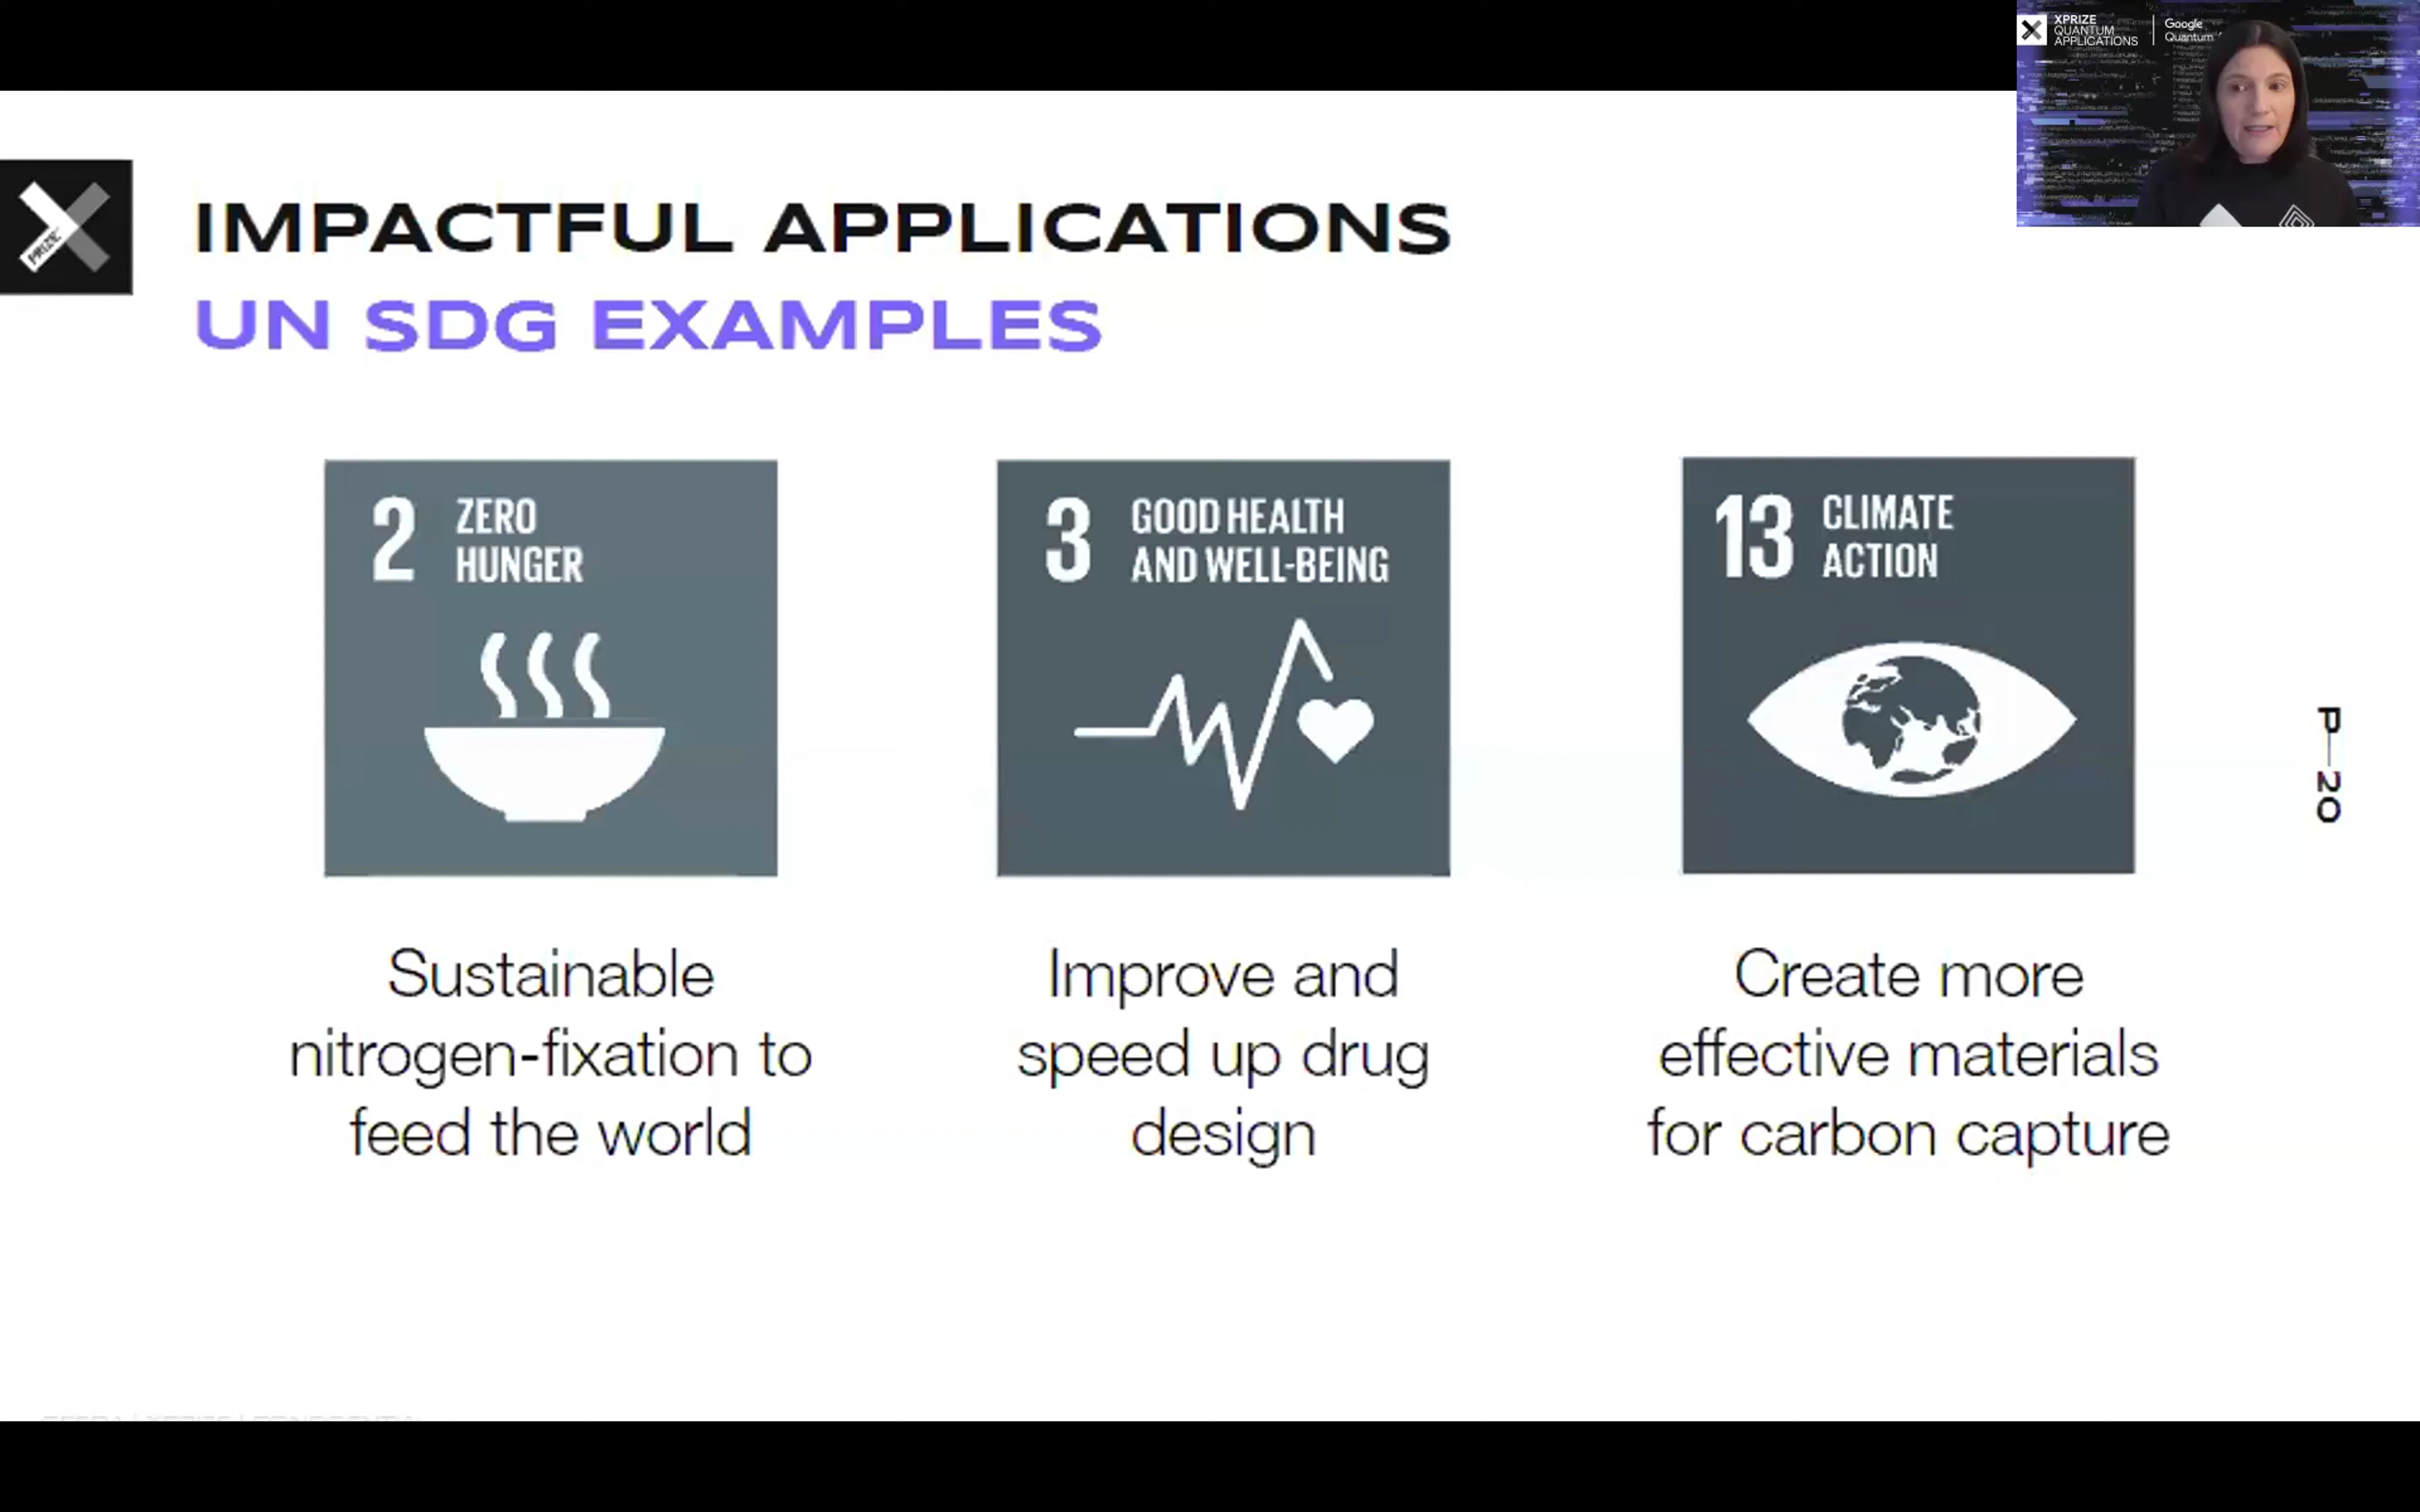 XPRIZE
QUANTUM
APPLICATIONS
Google
Quantum
PRIZE
IMPACTFUL APPLICATIONS
UN SDG EXAMPLES
2 ZERO
HUNGER
3 GOOD HEALTH
AND WELL-BEING
13 CLIMATE
ACTION
P—20
Sustainable
nitrogen-fixation to
feed the world
Improve and
speed up drug
design
Create more
effective materials
for carbon capture